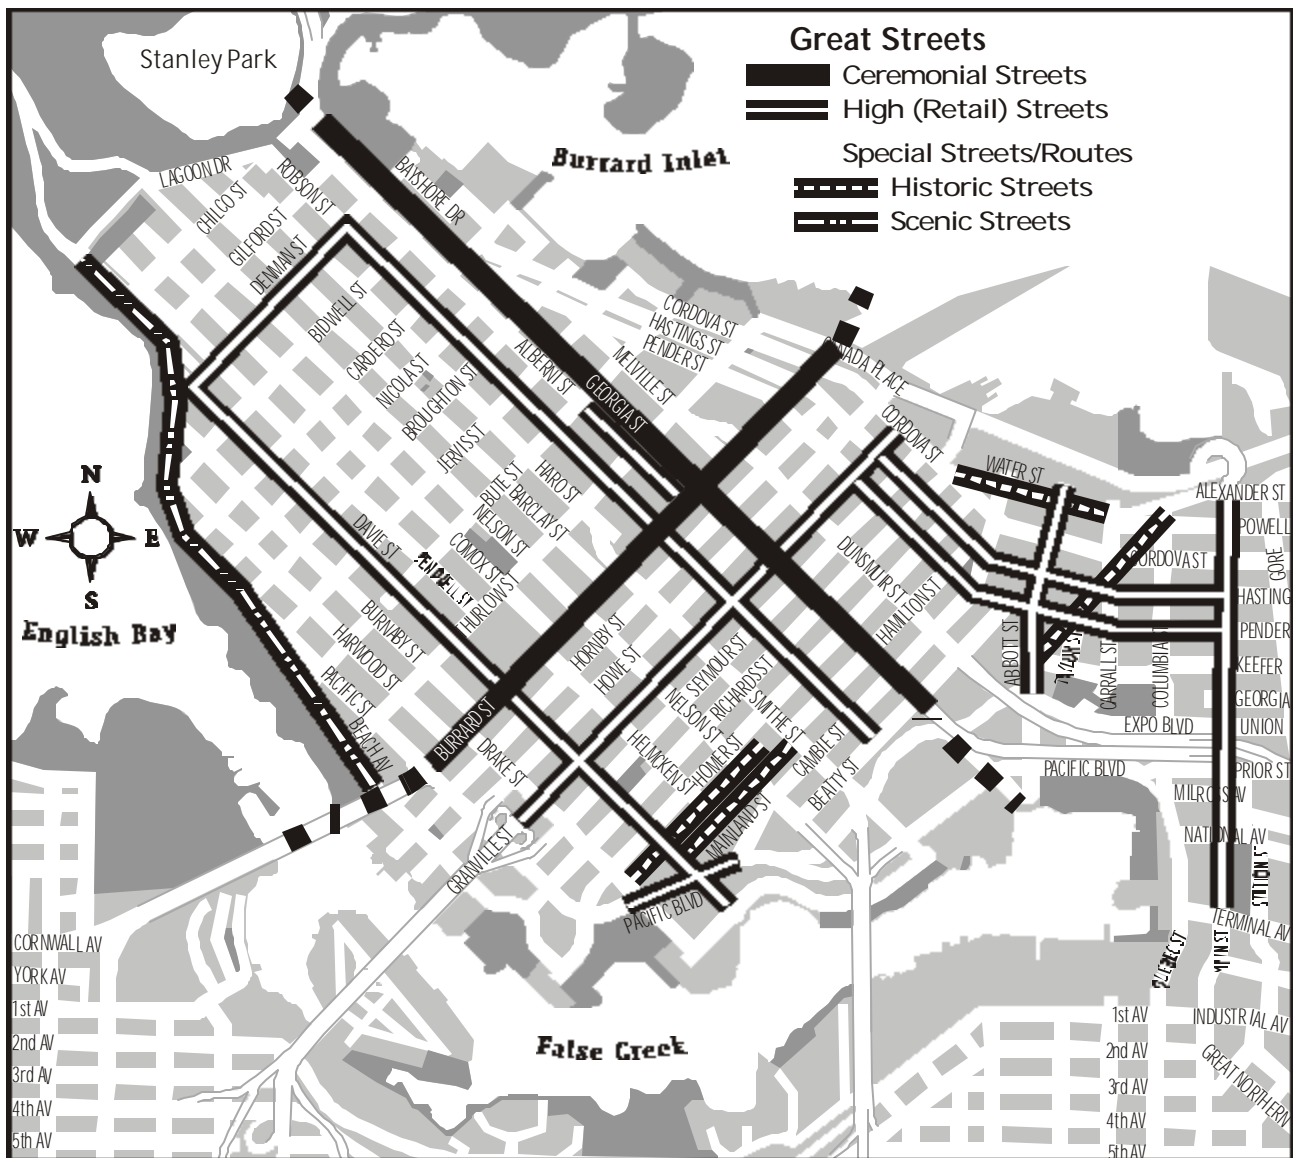 Great Streets
Stanley Park
Ceremonial Streets
High (Retail) Streets
Special Streets/Routes
Burrard Inlet
Historic Streets
Scenic Streets
LAGOON DR
ROBSON ST
BAYSHORE DR
CHILCO ST
GILFORD ST
DENMAN ST
BIDWELL ST
CARDERO ST
NICOLA ST
BROUGHTON ST
JERVIS ST
CORDOVA ST
HASTINGS ST
PENDER ST
ALBERNI ST
MELVILLE ST
GEORGIA ST
CANADA PLACE
CORDOVA ST
WATER ST
ALEXANDER ST
POWELL
GORE
CORDOVA ST
HASTING
PENDER
KEEFER
GEORGIA
UNION
PRIOR ST
N
W
E
S
English Bay
BUTE ST
HARO ST
BARCLAY ST
NELSON ST
COMOX ST
PENDRELL ST
THURLOW ST
DAVIE ST
BURNABY ST
HARWOOD ST
PACIFIC ST
BEACH AV
BURRARD ST
DRAKE ST
HORNBY ST
HOWE ST
GRANVILLE ST
SEYMOUR ST
RICHARDS ST
SMITHE ST
NELSON ST
HELMCKEN ST
HOMER ST
MAINLAND ST
CAMBIE ST
BEATTY ST
DUNSMUIR ST
HAMILTON ST
ABBOTT ST
CARRALL ST
COLUMBIA ST
EXPO BLVD
PACIFIC BLVD
MILROSS AV
NATIONAL AV
TERMINAL AV
PACIFIC BLVD
QUEBEC ST
MAIN ST
CORNWALL AV
YORK AV
1st AV
2nd AV
3rd AV
4th AV
5th AV
False Creek
1st AV
2nd AV
3rd AV
4th AV
5th AV
INDUSTRIAL AV
GREAT NORTHERN